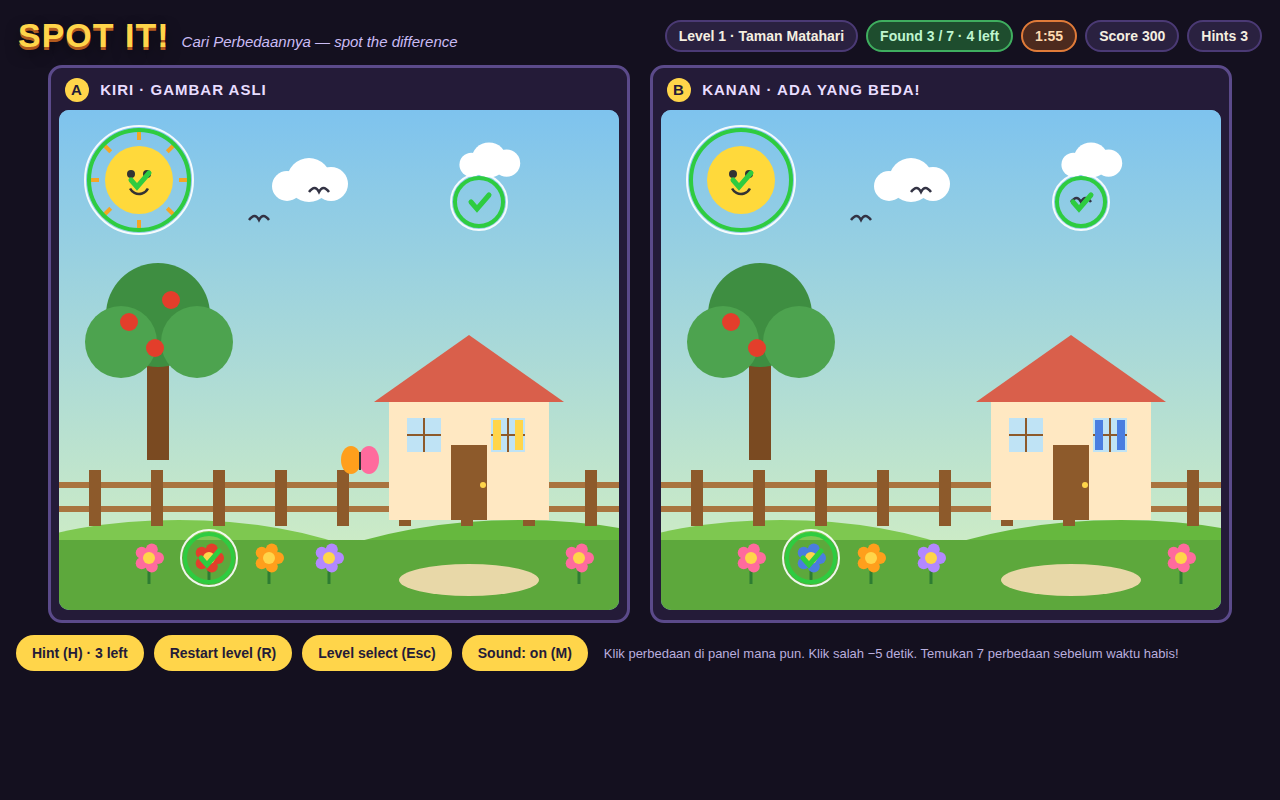 SPOT IT! Cari Perbedaannya — spot the difference
Level 1 · Taman Matahari
Found 3 / 7 · 4 left
1:55
Score 300
Hints 3
A KIRI · GAMBAR ASLI
B KANAN · ADA YANG BEDA!
Hint (H) · 3 left
Restart level (R)
Level select (Esc)
Sound: on (M)
Klik perbedaan di panel mana pun. Klik salah −5 detik. Temukan 7 perbedaan sebelum waktu habis!